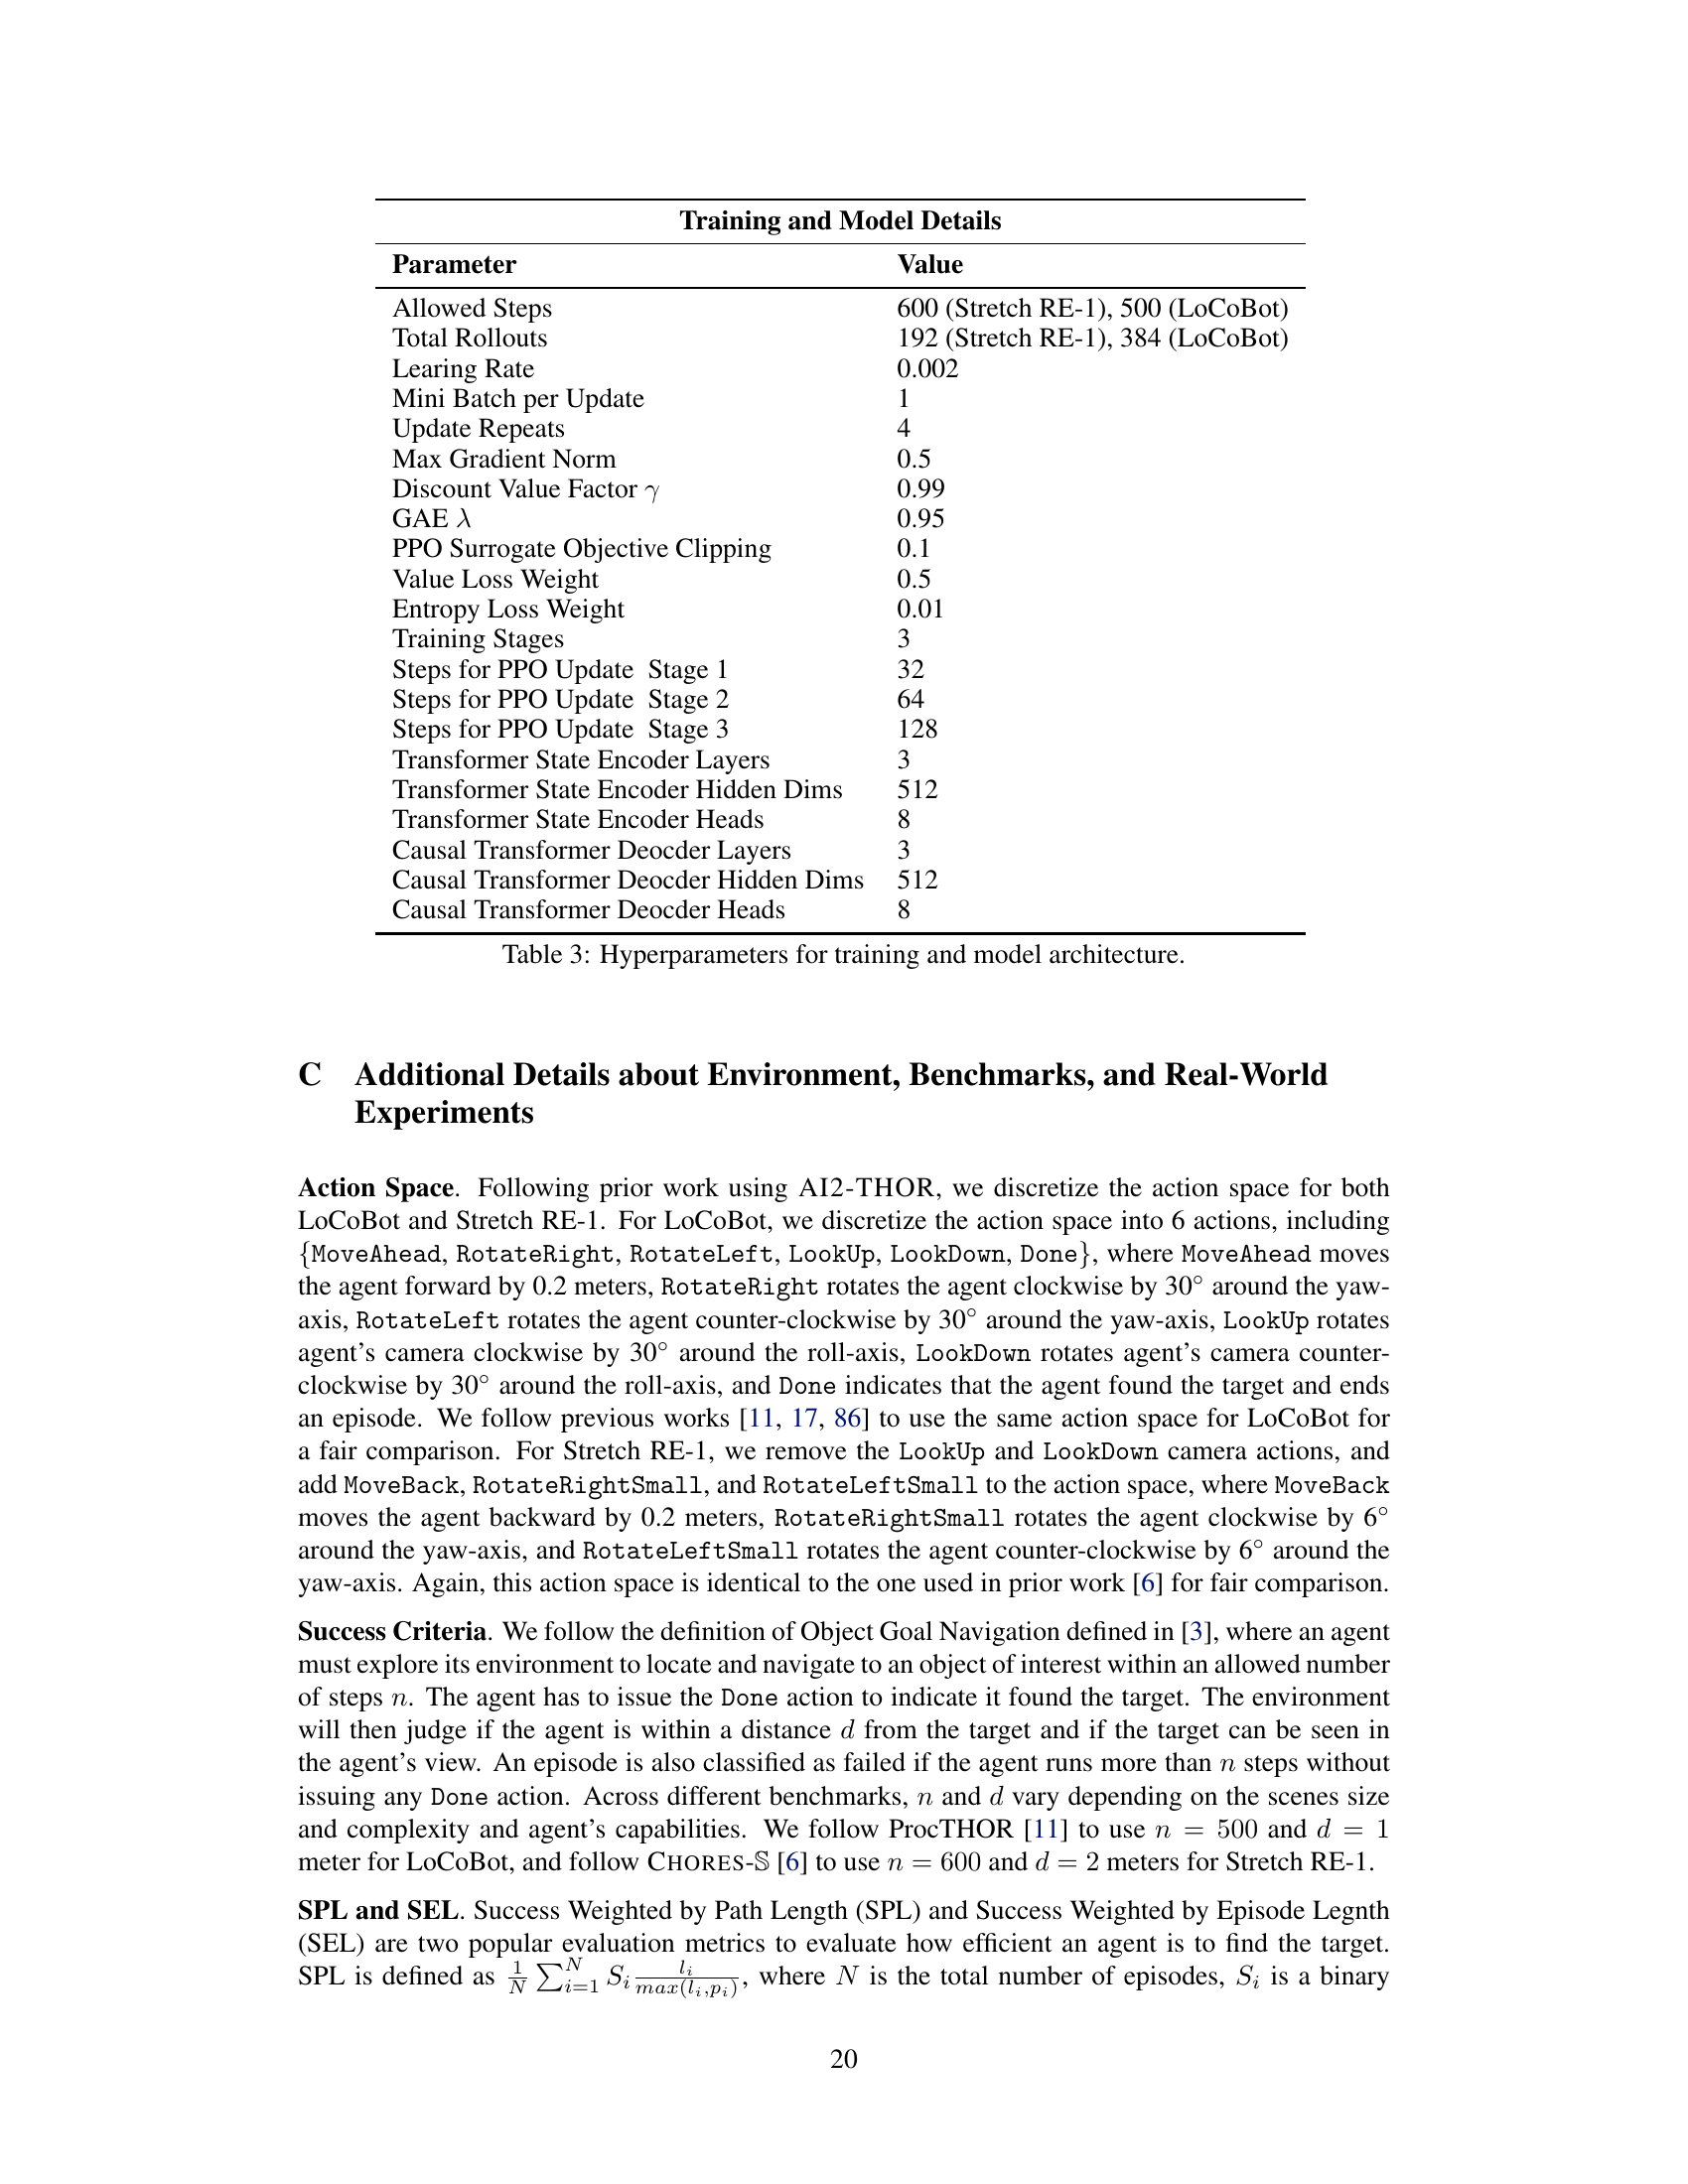 Training and Model Details
Parameter Value
Allowed Steps 600 (Stretch RE-1), 500 (LoCoBot)
Total Rollouts 192 (Stretch RE-1), 384 (LoCoBot)
Learing Rate 0.002
Mini Batch per Update 1
Update Repeats 4
Max Gradient Norm 0.5
Discount Value Factor γ 0.99
GAE λ 0.95
PPO Surrogate Objective Clipping 0.1
Value Loss Weight 0.5
Entropy Loss Weight 0.01
Training Stages 3
Steps for PPO Update Stage 1 32
Steps for PPO Update Stage 2 64
Steps for PPO Update Stage 3 128
Transformer State Encoder Layers 3
Transformer State Encoder Hidden Dims 512
Transformer State Encoder Heads 8
Causal Transformer Deocder Layers 3
Causal Transformer Deocder Hidden Dims 512
Causal Transformer Deocder Heads 8
Table 3: Hyperparameters for training and model architecture.
C Additional Details about Environment, Benchmarks, and Real-World
Experiments
Action Space. Following prior work using AI2-THOR, we discretize the action space for both
LoCoBot and Stretch RE-1. For LoCoBot, we discretize the action space into 6 actions, including
{MoveAhead, RotateRight, RotateLeft, LookUp, LookDown, Done}, where MoveAhead moves
the agent forward by 0.2 meters, RotateRight rotates the agent clockwise by 30° around the yaw-
axis, RotateLeft rotates the agent counter-clockwise by 30° around the yaw-axis, LookUp rotates
agent's camera clockwise by 30° around the roll-axis, LookDown rotates agent's camera counter-
clockwise by 30° around the roll-axis, and Done indicates that the agent found the target and ends
an episode. We follow previous works [11, 17, 86] to use the same action space for LoCoBot for
a fair comparison. For Stretch RE-1, we remove the LookUp and LookDown camera actions, and
add MoveBack, RotateRightSmall, and RotateLeftSmall to the action space, where MoveBack
moves the agent backward by 0.2 meters, RotateRightSmall rotates the agent clockwise by 6°
around the yaw-axis, and RotateLeftSmall rotates the agent counter-clockwise by 6° around the
yaw-axis. Again, this action space is identical to the one used in prior work [6] for fair comparison.
Success Criteria. We follow the definition of Object Goal Navigation defined in [3], where an agent
must explore its environment to locate and navigate to an object of interest within an allowed number
of steps n. The agent has to issue the Done action to indicate it found the target. The environment
will then judge if the agent is within a distance d from the target and if the target can be seen in
the agent's view. An episode is also classified as failed if the agent runs more than n steps without
issuing any Done action. Across different benchmarks, n and d vary depending on the scenes size
and complexity and agent's capabilities. We follow ProcTHOR [11] to use n = 500 and d = 1
meter for LoCoBot, and follow CHORES-𝕊 [6] to use n = 600 and d = 2 meters for Stretch RE-1.
SPL and SEL. Success Weighted by Path Length (SPL) and Success Weighted by Episode Legnth
(SEL) are two popular evaluation metrics to evaluate how efficient an agent is to find the target.
SPL is defined as \frac{1}{N} \sum_{i=1}^{N} S_i \frac{l_i}{max(l_i,p_i)}, where N is the total number of episodes, S_i is a binary
20